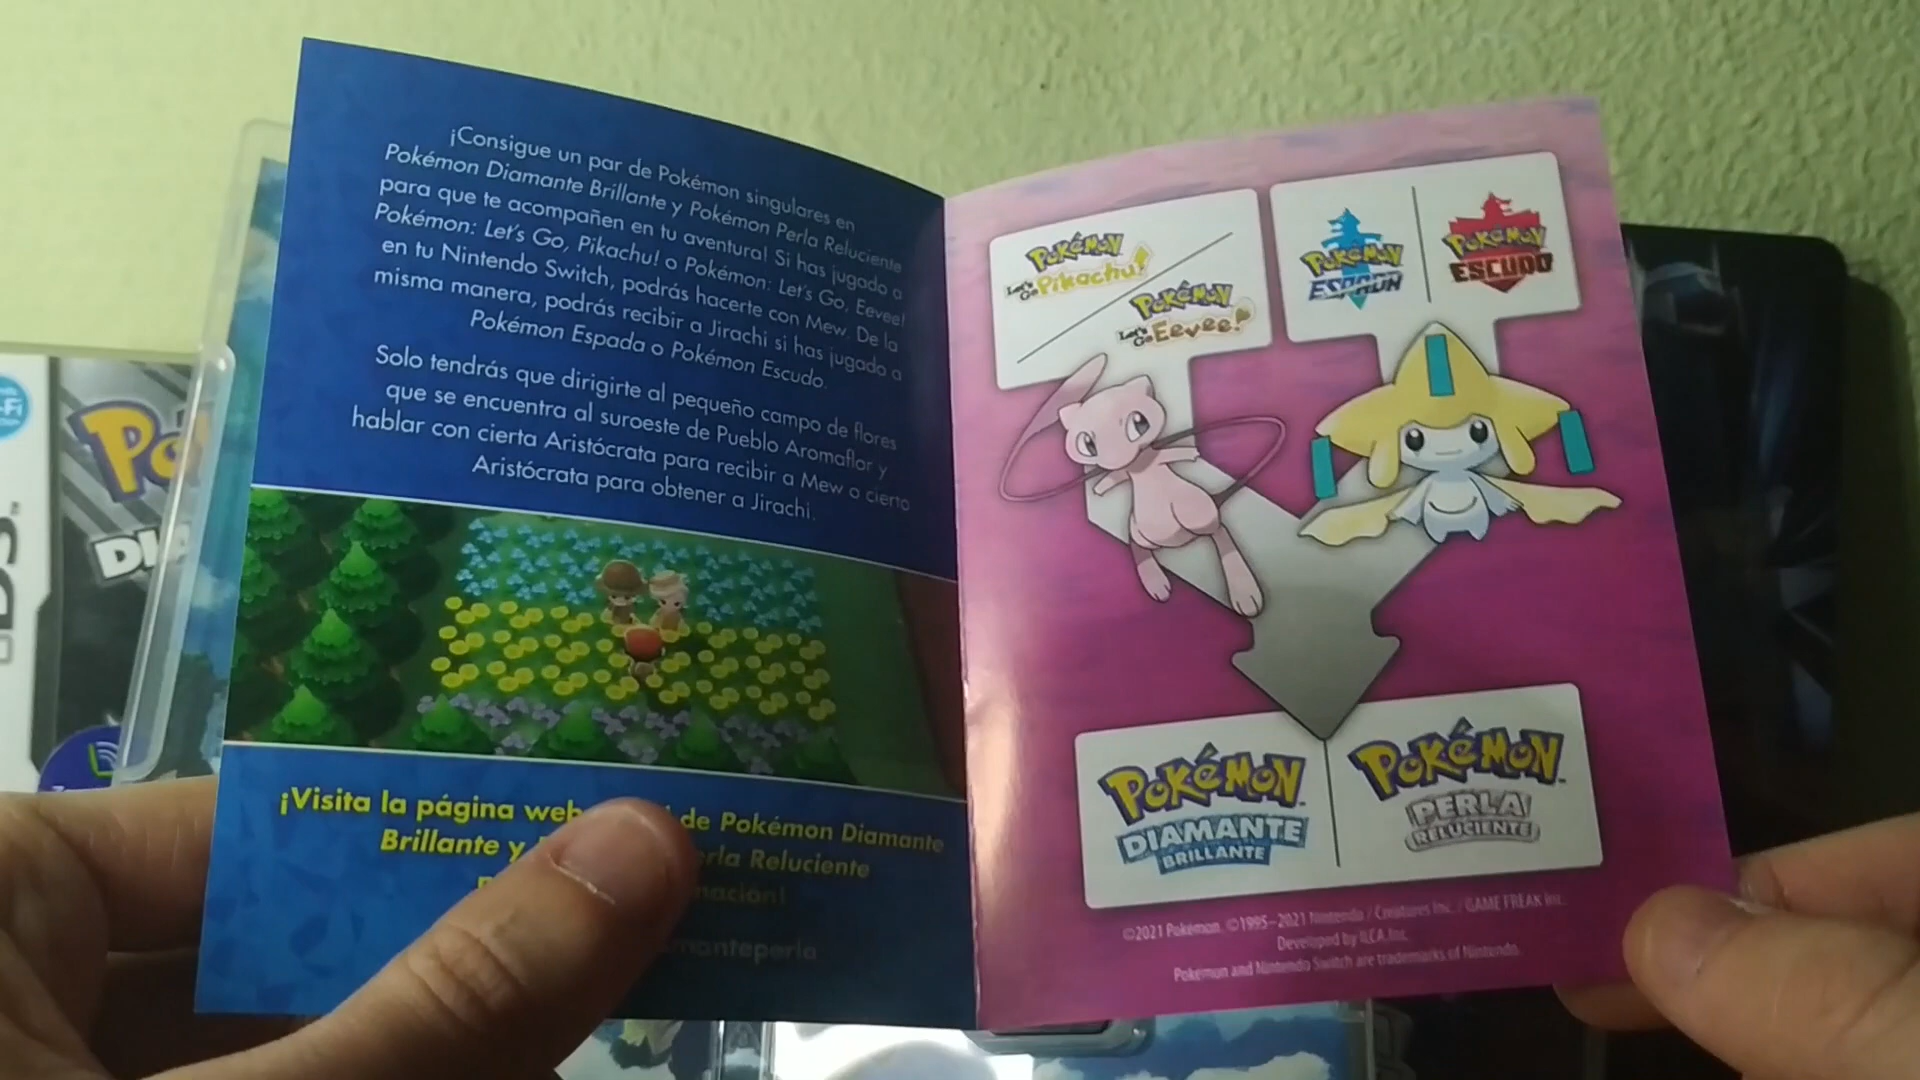 ¡Consigue un par de Pokémon singulares en
Pokémon Diamante Brillante y Pokémon Perla Reluciente
para que te acompañen en tu aventura! Si has jugado a
Pokémon: Let's Go, Pikachu! o Pokémon: Let's Go, Eevee!
en tu Nintendo Switch, podrás hacerte con Mew. De la
misma manera, podrás recibir a Jirachi si has jugado a
Pokémon Espada o Pokémon Escudo.
Solo tendrás que dirigirte al pequeño campo de flores
que se encuentra al suroeste de Pueblo Aromaflor y
hablar con cierta Aristócrata para recibir a Mew o cierto
Aristócrata para obtener a Jirachi.
¡Visita la página web de Pokémon Diamante
Brillante y erla Reluciente
mación!
manteperla
POKÉMON
Let's Go Pikachu!
POKÉMON
Let's Go Eevee!
POKÉMON
ESPADA
POKÉMON
ESCUDO
POKÉMON
DIAMANTE
BRILLANTE
POKÉMON
PERLA
RELUCIENTE
©2021 Pokémon. ©1995–2021 Nintendo / Creatures Inc. / GAME FREAK inc.
Developed by ILCA, Inc.
Pokémon and Nintendo Switch are trademarks of Nintendo.
Fi
DS
Po
DIA